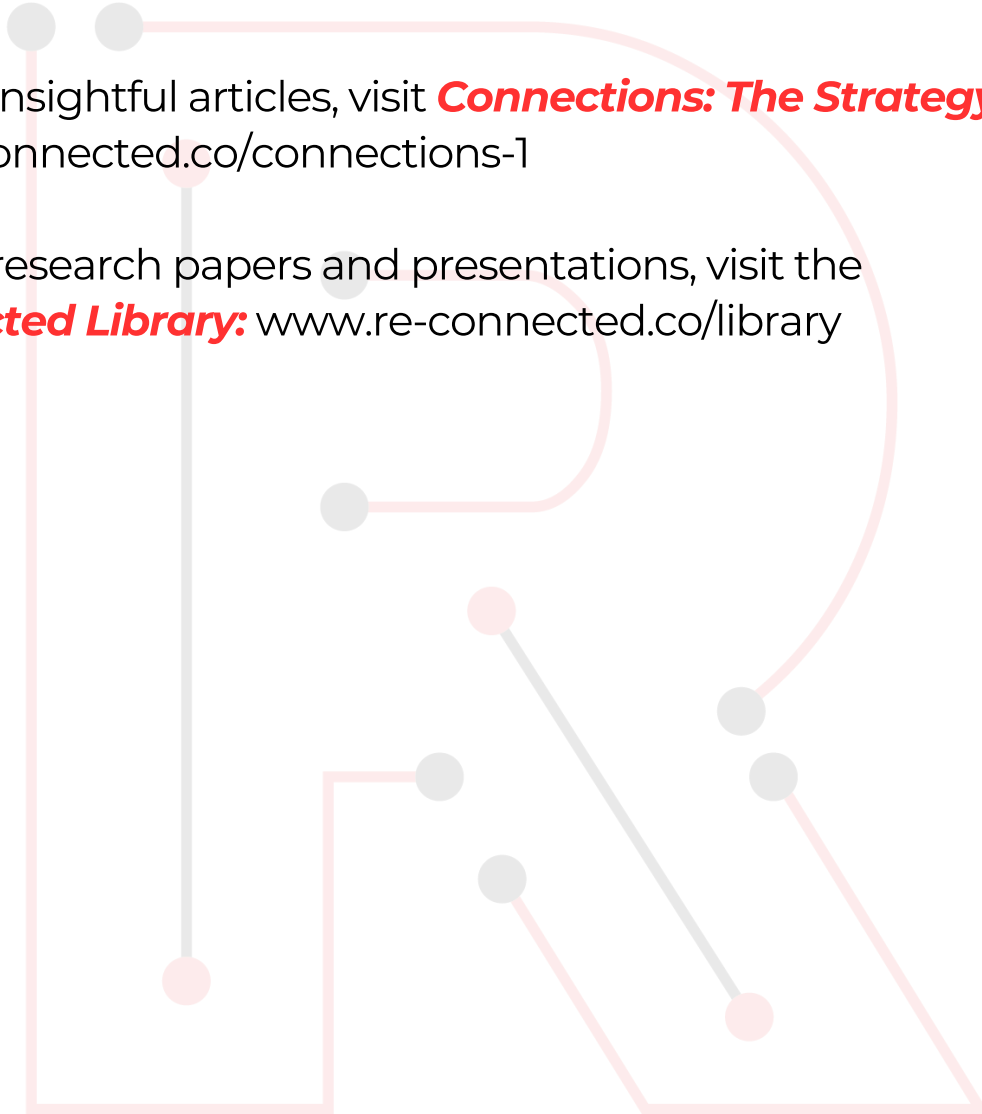 nsightful articles, visit Connections: The Strategy
onnected.co/connections-1
research papers and presentations, visit the
cted Library: www.re-connected.co/library